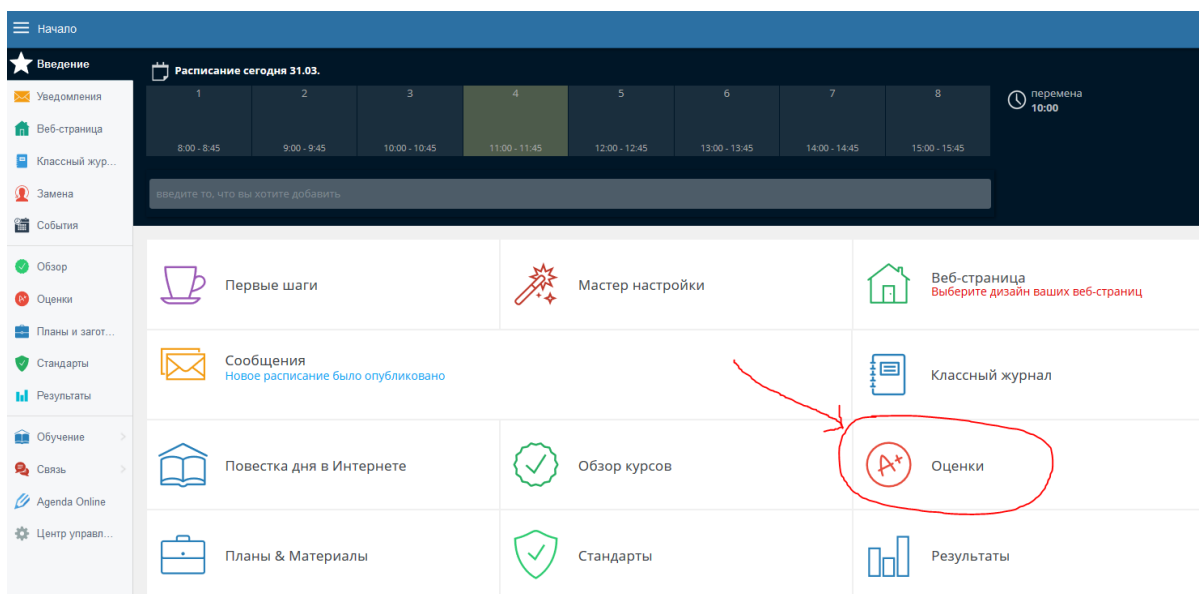 Начало
Введение
Уведомления
Веб-страница
Классный жур...
Замена
События
Обзор
Оценки
Планы и загот...
Стандарты
Результаты
Обучение
Связь
Agenda Online
Центр управл...
Расписание сегодня 31.03.
1 2 3 4 5 6 7 8
8:00 - 8:45 9:00 - 9:45 10:00 - 10:45 11:00 - 11:45 12:00 - 12:45 13:00 - 13:45 14:00 - 14:45 15:00 - 15:45
перемена
10:00
введите то, что вы хотите добавить
Первые шаги
Мастер настройки
Веб-страница
Выберите дизайн ваших веб-страниц
Сообщения
Новое расписание было опубликовано
Классный журнал
Повестка дня в Интернете
Обзор курсов
A+ Оценки
Планы & Материалы
Стандарты
Результаты